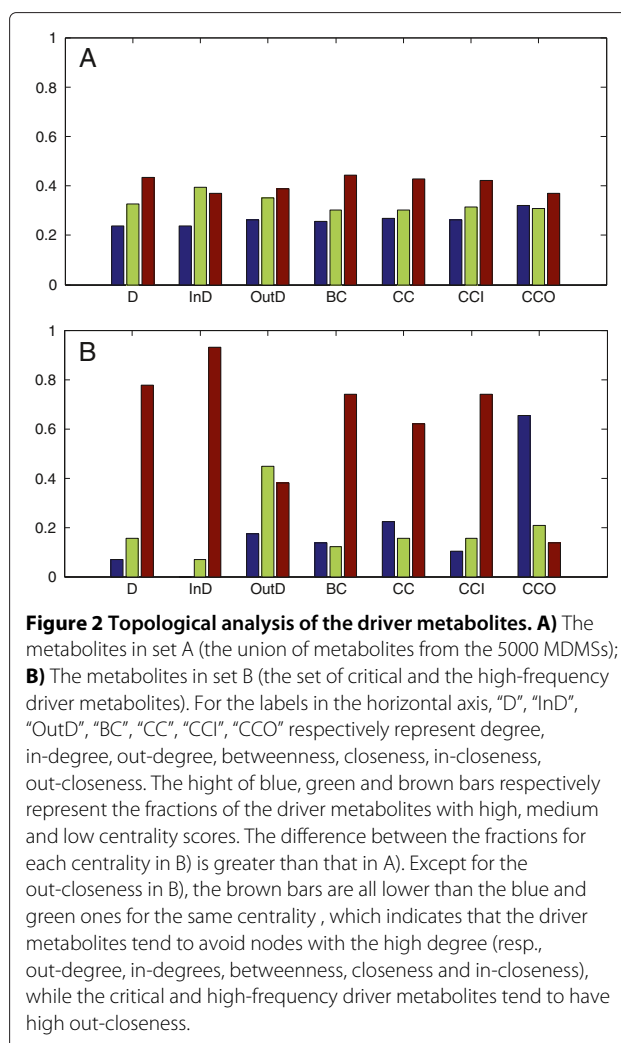 1
A
0.8
0.6
0.4
0.2
0
D InD OutD BC CC CCI CCO
1
B
0.8
0.6
0.4
0.2
0
D InD OutD BC CC CCI CCO
Figure 2 Topological analysis of the driver metabolites. A) The
metabolites in set A (the union of metabolites from the 5000 MDMSs);
B) The metabolites in set B (the set of critical and the high-frequency
driver metabolites). For the labels in the horizontal axis, “D”, “InD”,
“OutD”, “BC”, “CC”, “CCI”, “CCO” respectively represent degree,
in-degree, out-degree, betweenness, closeness, in-closeness,
out-closeness. The hight of blue, green and brown bars respectively
represent the fractions of the driver metabolites with high, medium
and low centrality scores. The difference between the fractions for
each centrality in B) is greater than that in A). Except for the
out-closeness in B), the brown bars are all lower than the blue and
green ones for the same centrality , which indicates that the driver
metabolites tend to avoid nodes with the high degree (resp.,
out-degree, in-degrees, betweenness, closeness and in-closeness),
while the critical and high-frequency driver metabolites tend to have
high out-closeness.